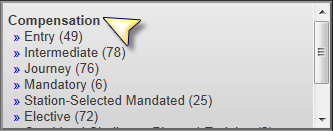 Compensation
» Entry (49)
» Intermediate (78)
» Journey (76)
» Mandatory (6)
» Station-Selected Mandated (25)
» Elective (72)